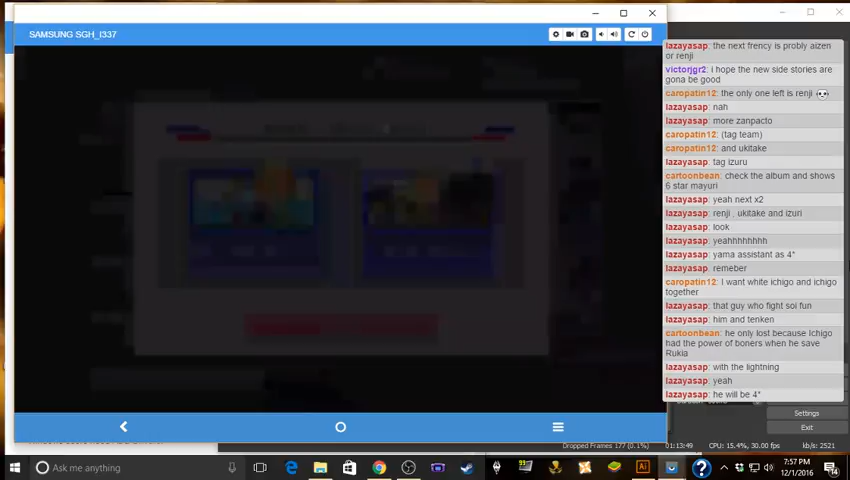 SAMSUNG SGH_I337
lazayasap: the next frency is probly aizen
or renji
victorjgr2: i hope the new side stories are
gona be good
caropatin12: the only one left is renji
lazayasap: nah
lazayasap: more zanpacto
caropatin12: (tag team)
caropatin12: and ukitake
lazayasap: tag izuru
cartoonbean: check the album and shows
6 star mayuri
lazayasap: yeah next x2
lazayasap: renji , ukitake and izuri
lazayasap: look
lazayasap: yeahhhhhhhh
lazayasap: yama assistant as 4*
lazayasap: remeber
caropatin12: I want white ichigo and ichigo
together
lazayasap: that guy who fight soi fun
lazayasap: him and tenken
cartoonbean: he only lost because Ichigo
had the power of boners when he save
Rukia
lazayasap: with the lightning
lazayasap: yeah
lazayasap: he will be 4*
Settings
Exit
Dropped Frames 177 (0.1%)
01:13:49
CPU: 15.4%, 30.00 fps
kb/s: 2521
Ask me anything
7:57 PM
12/1/2016